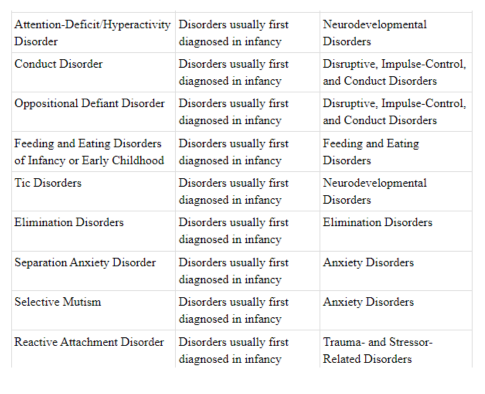 Attention-Deficit/Hyperactivity Disorders usually first Neurodevelopmental
Disorder diagnosed in infancy Disorders
Conduct Disorder Disorders usually first Disruptive, Impulse-Control,
diagnosed in infancy and Conduct Disorders
Oppositional Defiant Disorder Disorders usually first Disruptive, Impulse-Control,
diagnosed in infancy and Conduct Disorders
Feeding and Eating Disorders Disorders usually first Feeding and Eating
of Infancy or Early Childhood diagnosed in infancy Disorders
Tic Disorders Disorders usually first Neurodevelopmental
diagnosed in infancy Disorders
Elimination Disorders Disorders usually first Elimination Disorders
diagnosed in infancy
Separation Anxiety Disorder Disorders usually first Anxiety Disorders
diagnosed in infancy
Selective Mutism Disorders usually first Anxiety Disorders
diagnosed in infancy
Reactive Attachment Disorder Disorders usually first Trauma- and Stressor-
diagnosed in infancy Related Disorders